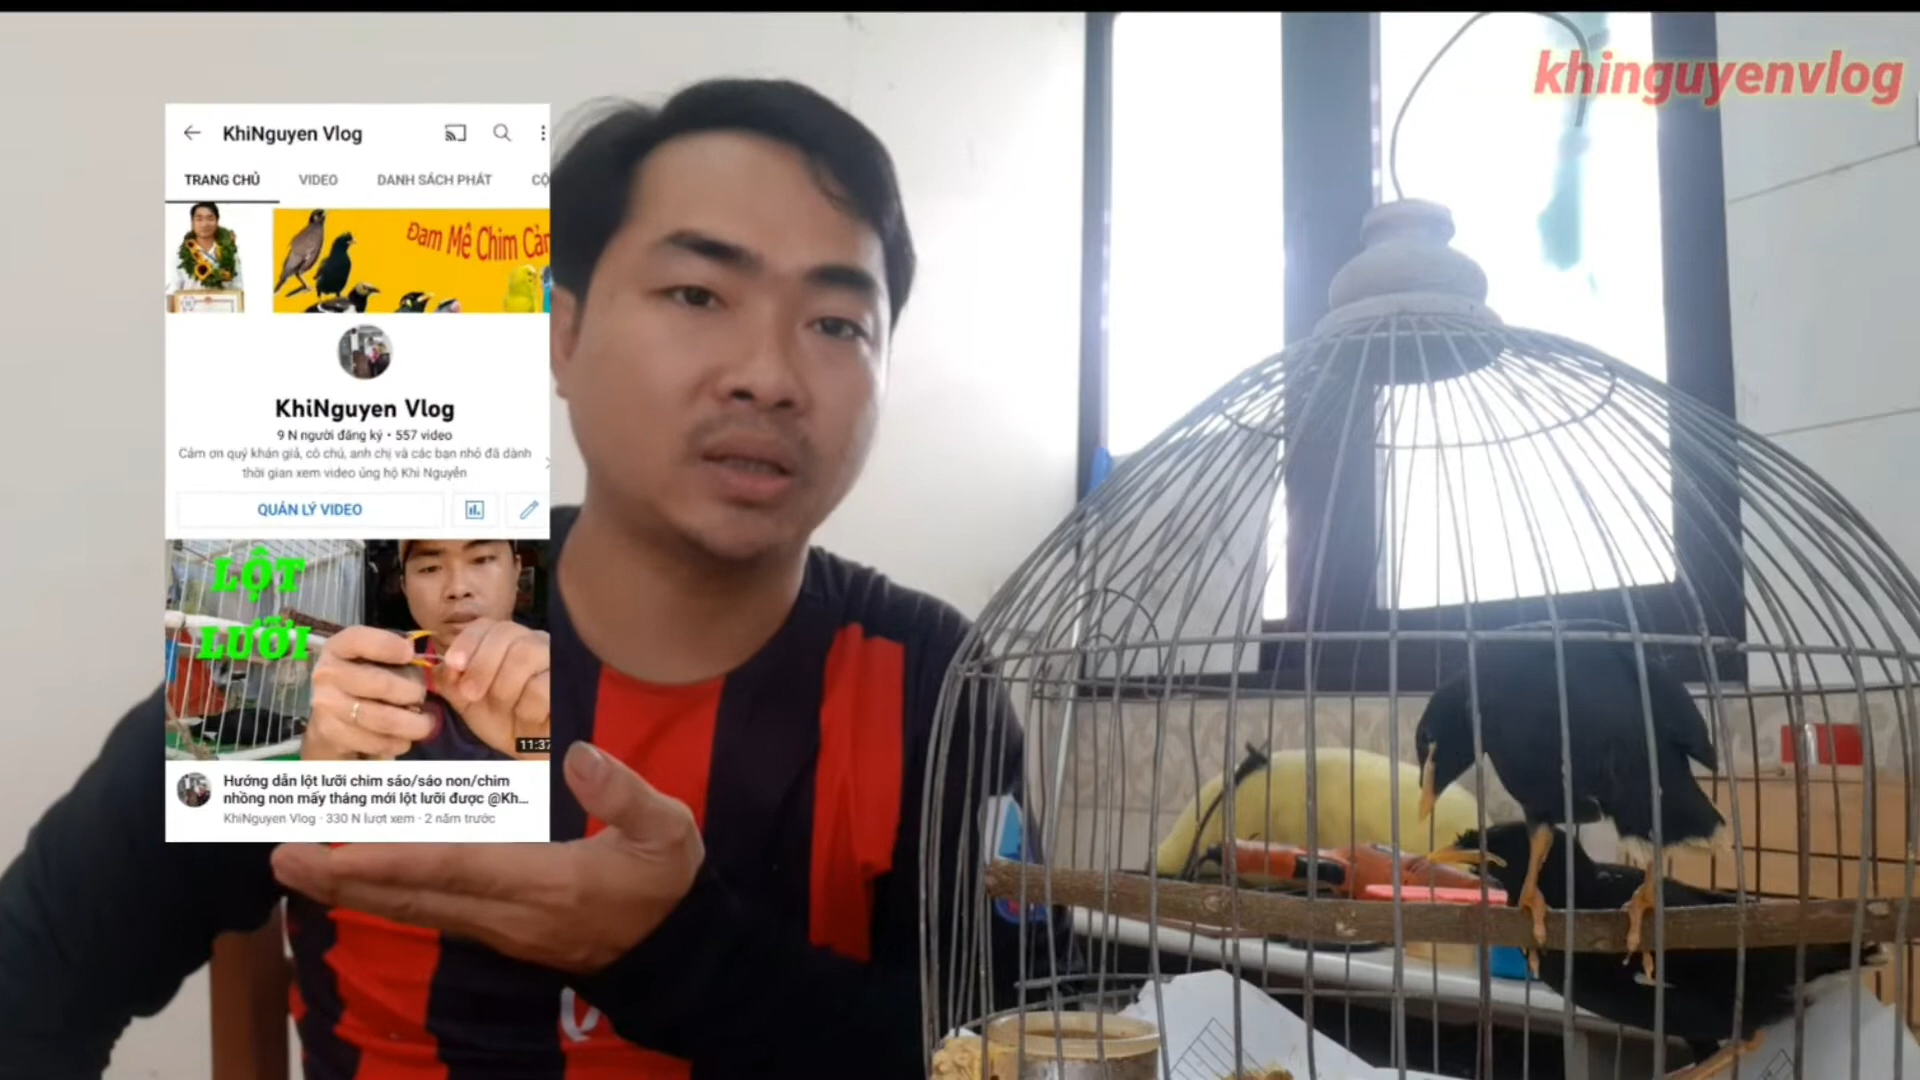 khinguyenvlog
KhiNguyen Vlog
TRANG CHỦ VIDEO DANH SÁCH PHÁT
Đam Mê Chim
KhiNguyen Vlog
9 N người đăng ký • 557 video
Cảm ơn quý khán giả, cô chú, anh chị và các bạn nhỏ đã dành
thời gian xem video ủng hộ Khi Nguyễn
QUẢN LÝ VIDEO
LỘT
LƯỠI
11:37
Hướng dẫn lột lưỡi chim sáo/sáo non/chim
nhồng non mấy tháng mới lột lưỡi được @Kh...
KhiNguyen Vlog · 330 N lượt xem · 2 năm trước